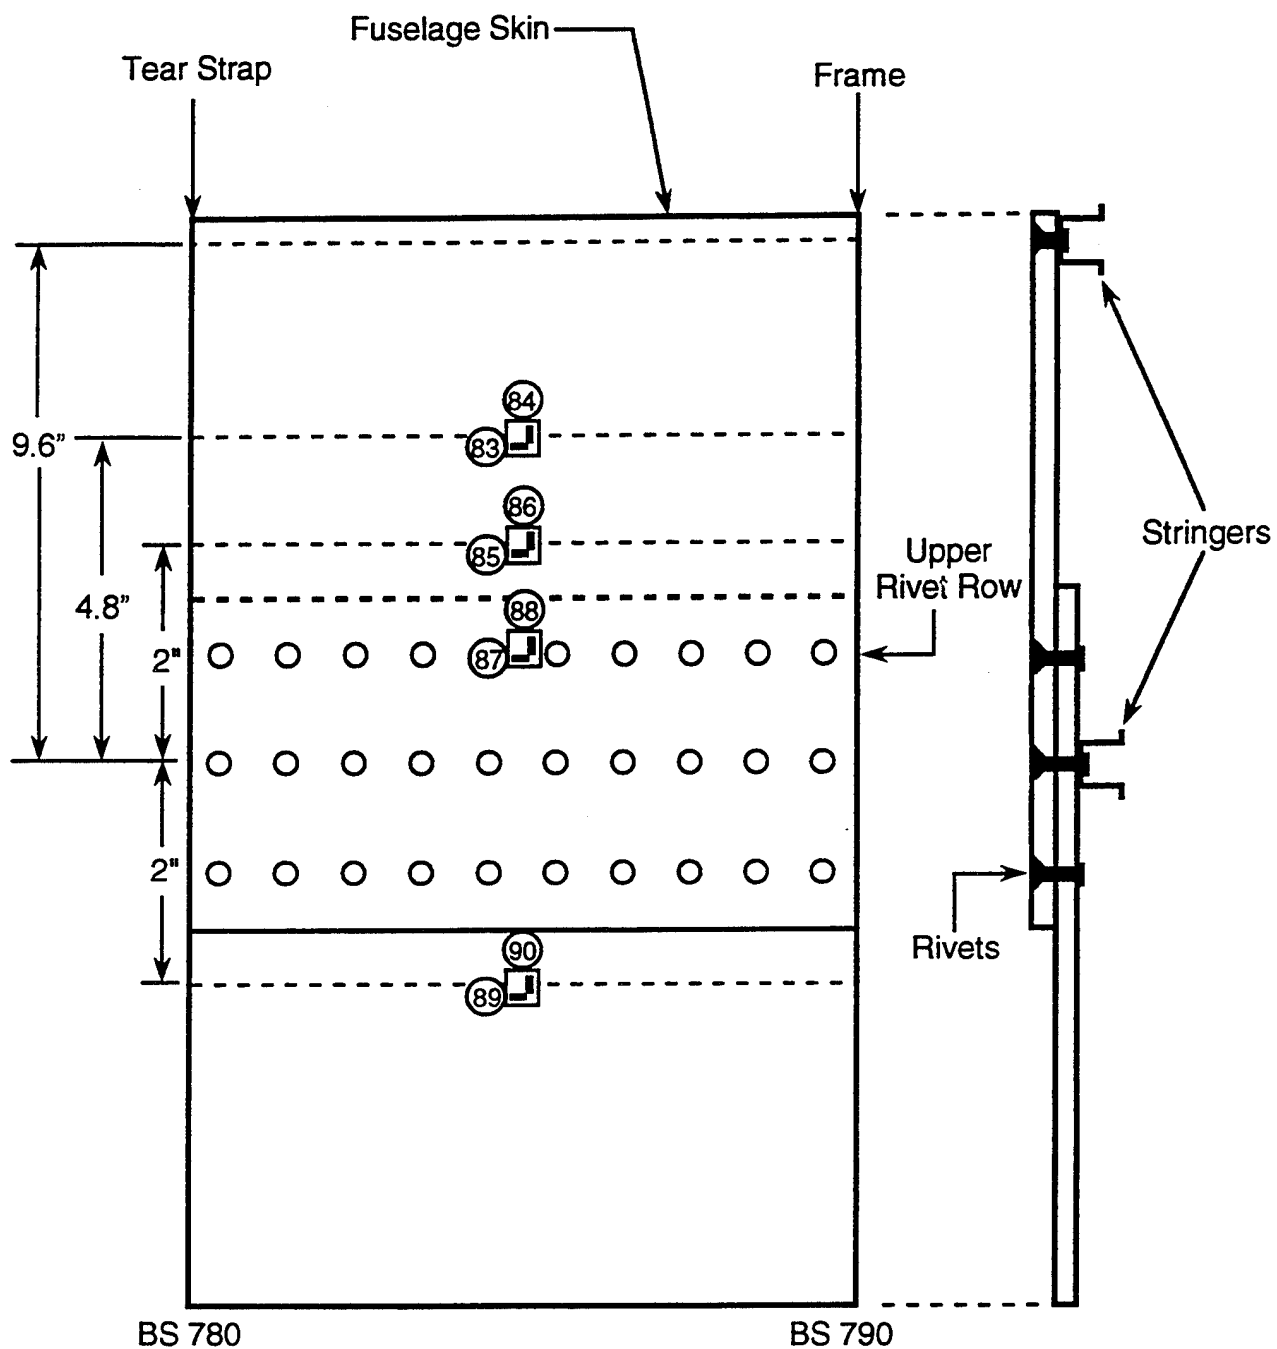 Fuselage Skin
Tear Strap
Frame
84
9.6"
83
86
Stringers
85
Upper
Rivet Row
4.8"
88
2"
87
2"
90
Rivets
89
BS 780
BS 790